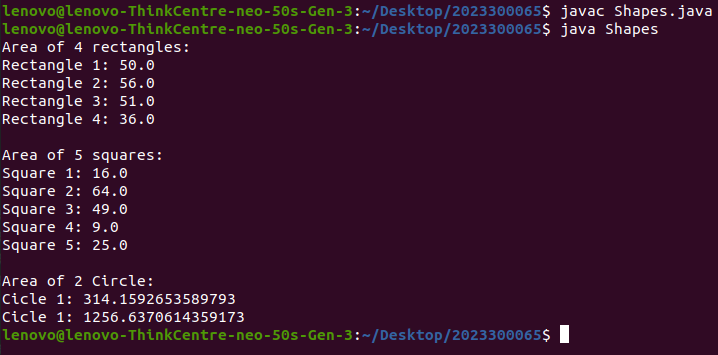 lenovo@lenovo-ThinkCentre-neo-50s-Gen-3:~/Desktop/2023300065$ javac Shapes.java
lenovo@lenovo-ThinkCentre-neo-50s-Gen-3:~/Desktop/2023300065$ java Shapes
Area of 4 rectangles:
Rectangle 1: 50.0
Rectangle 2: 56.0
Rectangle 3: 51.0
Rectangle 4: 36.0

Area of 5 squares:
Square 1: 16.0
Square 2: 64.0
Square 3: 49.0
Square 4: 9.0
Square 5: 25.0

Area of 2 Circle:
Cicle 1: 314.1592653589793
Cicle 1: 1256.6370614359173
lenovo@lenovo-ThinkCentre-neo-50s-Gen-3:~/Desktop/2023300065$